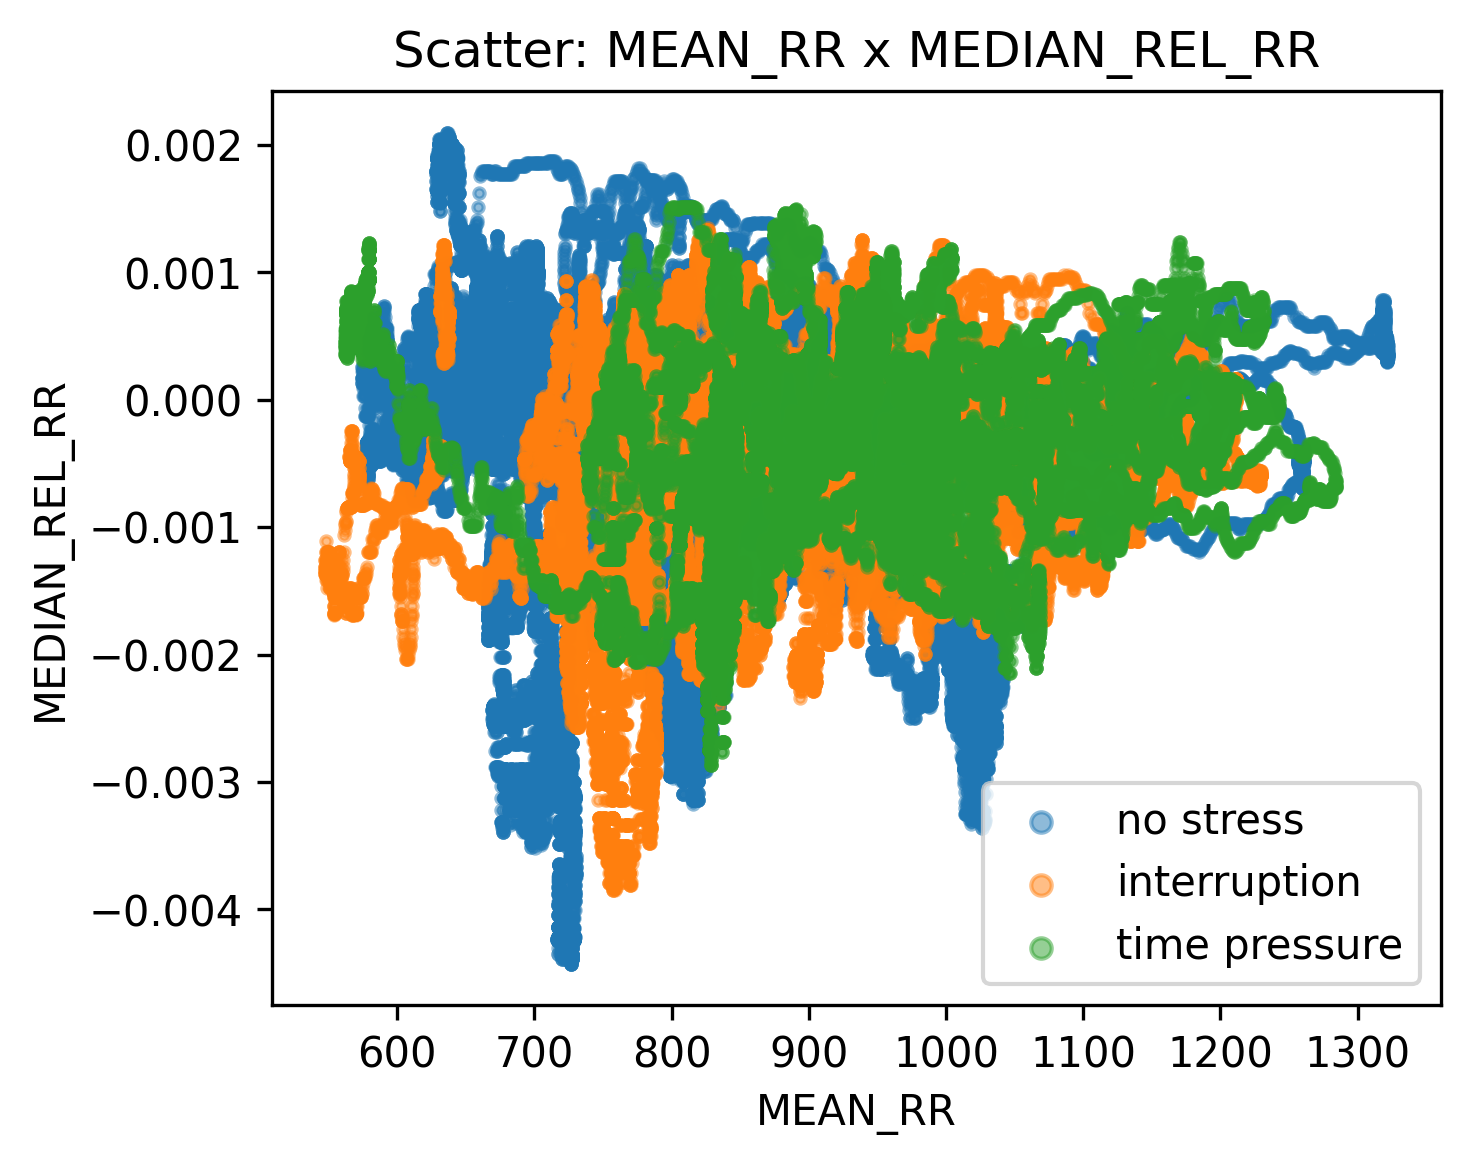 Scatter: MEAN_RR x MEDIAN_REL_RR
MEDIAN_REL_RR
0.002
0.001
0.000
−0.001
−0.002
−0.003
−0.004
no stress
interruption
time pressure
600 700 800 900 1000 1100 1200 1300
MEAN_RR